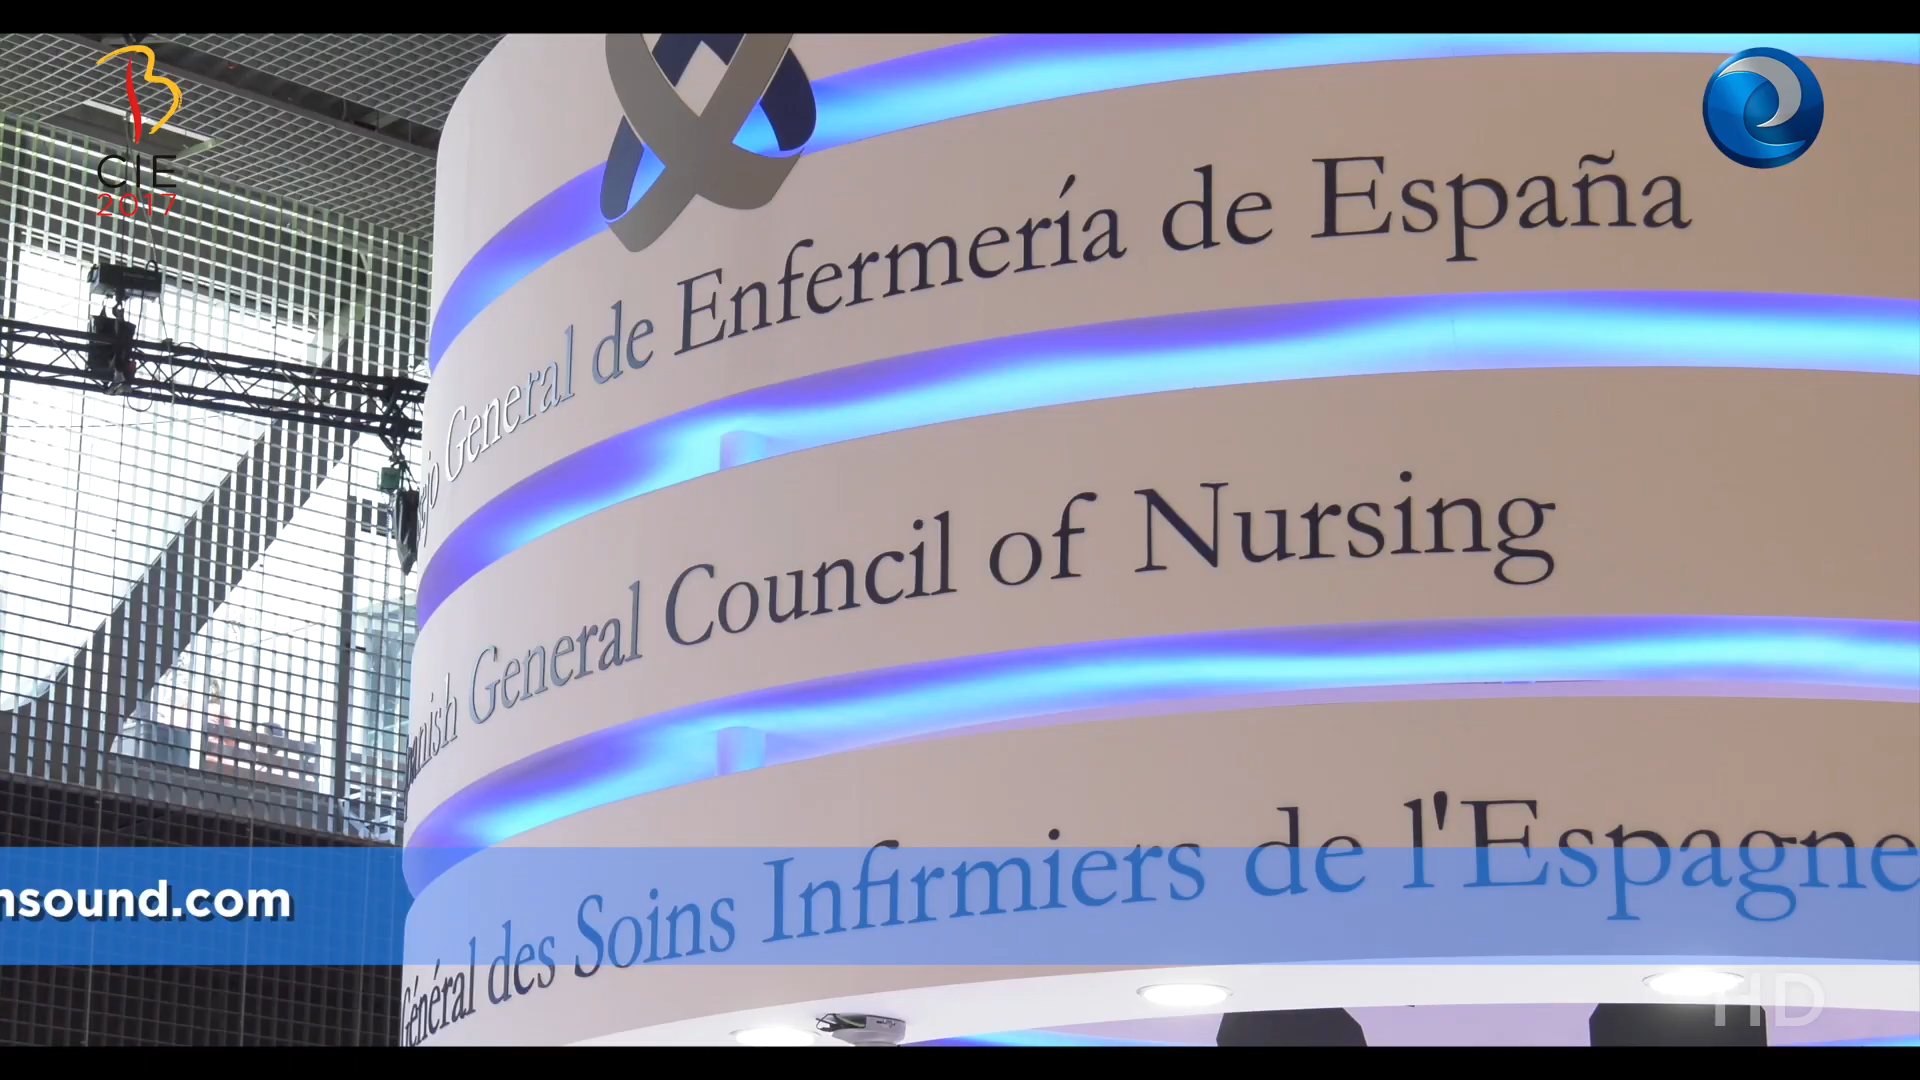 CIE
2017
General de Enfermería de España
General Council of Nursing
Général des Soins Infirmiers de l'Espagne
nsound.com
HD